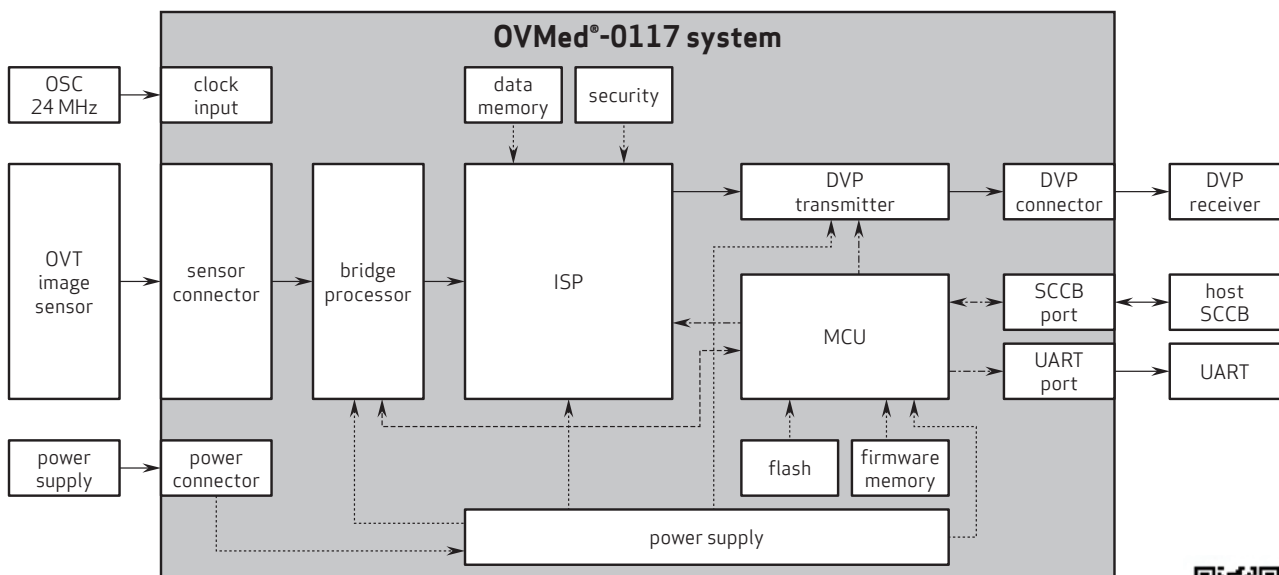 OVMed®-0117 system
OSC
24 MHz
clock
input
data
memory
security
OVT
image
sensor
sensor
connector
bridge
processor
ISP
DVP
transmitter
DVP
connector
DVP
receiver
MCU
SCCB
port
host
SCCB
UART
port
UART
power
supply
power
connector
flash
firmware
memory
power supply